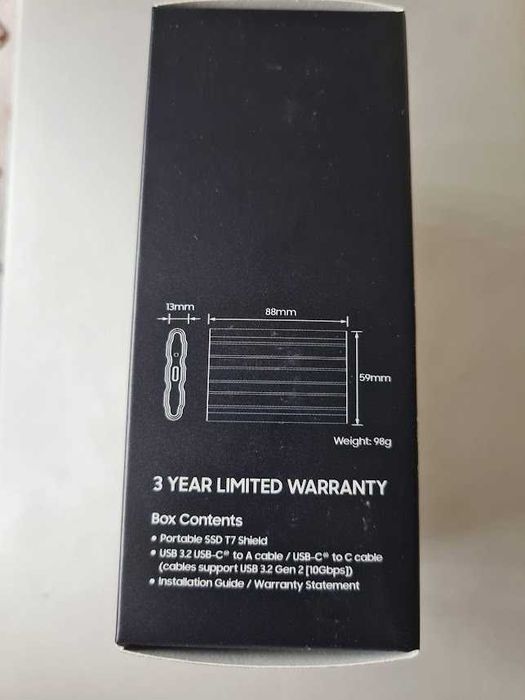 13mm
88mm
59mm
Weight: 98g
3 YEAR LIMITED WARRANTY
Box Contents
• Portable SSD T7 Shield
• USB 3.2 USB-C® to A cable / USB-C® to C cable
(cables support USB 3.2 Gen 2 [10Gbps])
• Installation Guide / Warranty Statement